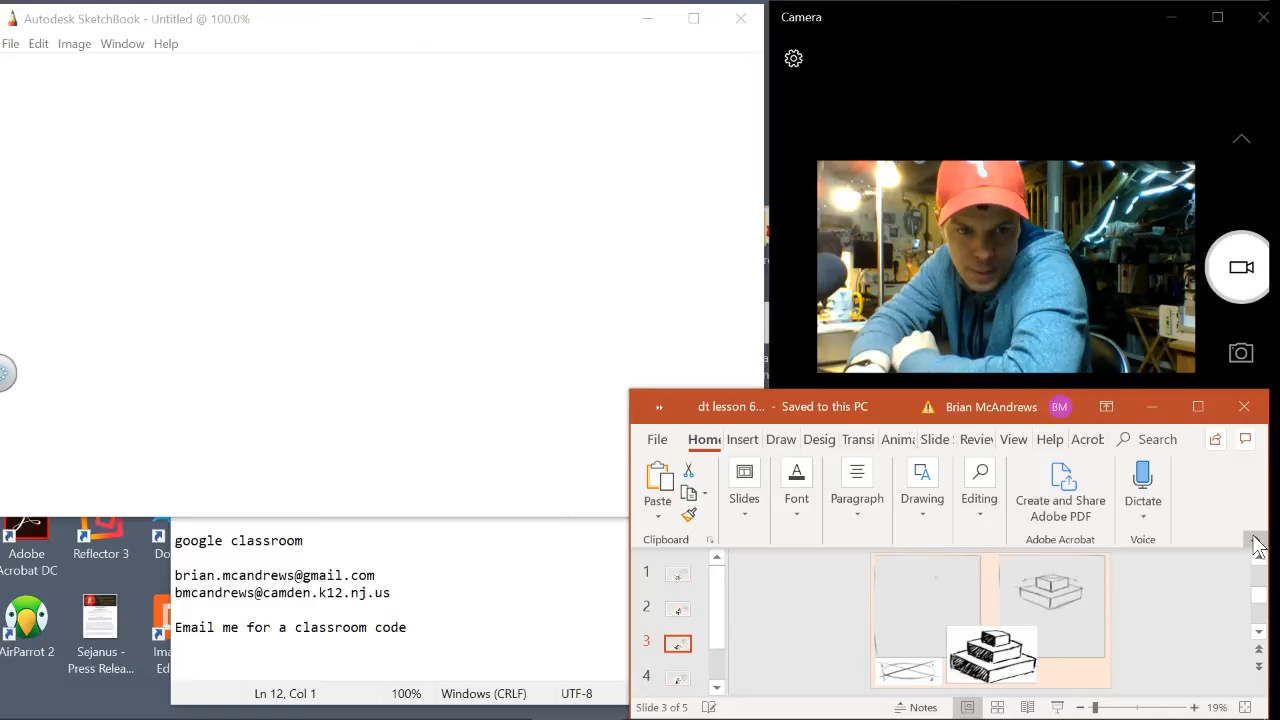 Autodesk SketchBook - Untitled @ 100.0%
File Edit Image Window Help
Camera
dt lesson 6... - Saved to this PC
Brian McAndrews BM
File Home Insert Draw Desig Transi Anima Slide Review View Help Acrob Search
Paste
Slides
Font
Paragraph
Drawing
Editing
Create and Share
Adobe PDF
Dictate
Clipboard
Adobe Acrobat
Voice
1
2
3
4
Slide 3 of 5
Notes
19%
google classroom
brian.mcandrews@gmail.com
bmcandrews@camden.k12.nj.us
Email me for a classroom code
Ln 12, Col 1
100%
Windows (CRLF)
UTF-8
Adobe
Acrobat DC
Reflector 3
Do
AirParrot 2
Sejanus -
Press Relea...
Ima
Ed